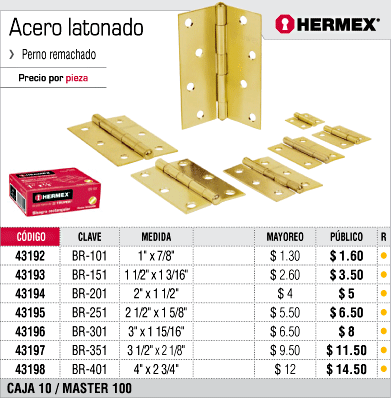 Acero latonado
HERMEX®
› Perno remachado
Precio por pieza
HERMEX
CÓDIGO CLAVE MEDIDA MAYOREO PÚBLICO R
43192 BR-101 1" x 7/8" $ 1.30 $ 1.60
43193 BR-151 1 1/2" x 1 3/16" $ 2.60 $ 3.50
43194 BR-201 2" x 1 1/2" $ 4 $ 5
43195 BR-251 2 1/2" x 1 5/8" $ 5.50 $ 6.50
43196 BR-301 3" x 1 15/16" $ 6.50 $ 8
43197 BR-351 3 1/2" x 2 1/8" $ 9.50 $ 11.50
43198 BR-401 4" x 2 3/4" $ 12 $ 14.50
CAJA 10 / MASTER 100